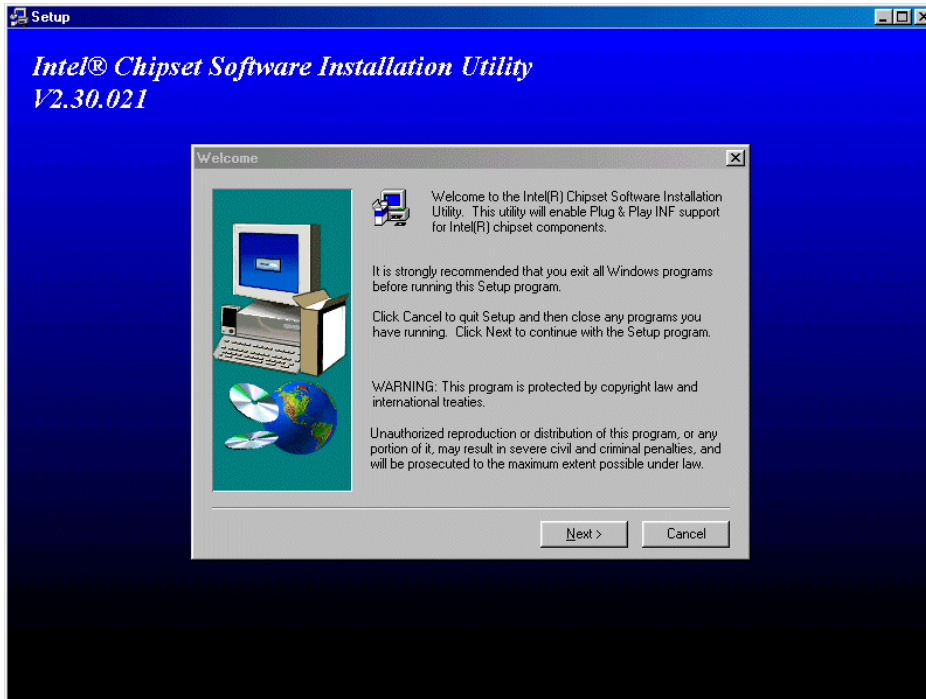 Setup
Intel® Chipset Software Installation Utility
V2.30.021
Welcome
Welcome to the Intel(R) Chipset Software Installation
Utility. This utility will enable Plug & Play INF support
for Intel(R) chipset components.
It is strongly recommended that you exit all Windows programs
before running this Setup program.
Click Cancel to quit Setup and then close any programs you
have running. Click Next to continue with the Setup program.
WARNING: This program is protected by copyright law and
international treaties.
Unauthorized reproduction or distribution of this program, or any
portion of it, may result in severe civil and criminal penalties, and
will be prosecuted to the maximum extent possible under law.
Next >
Cancel